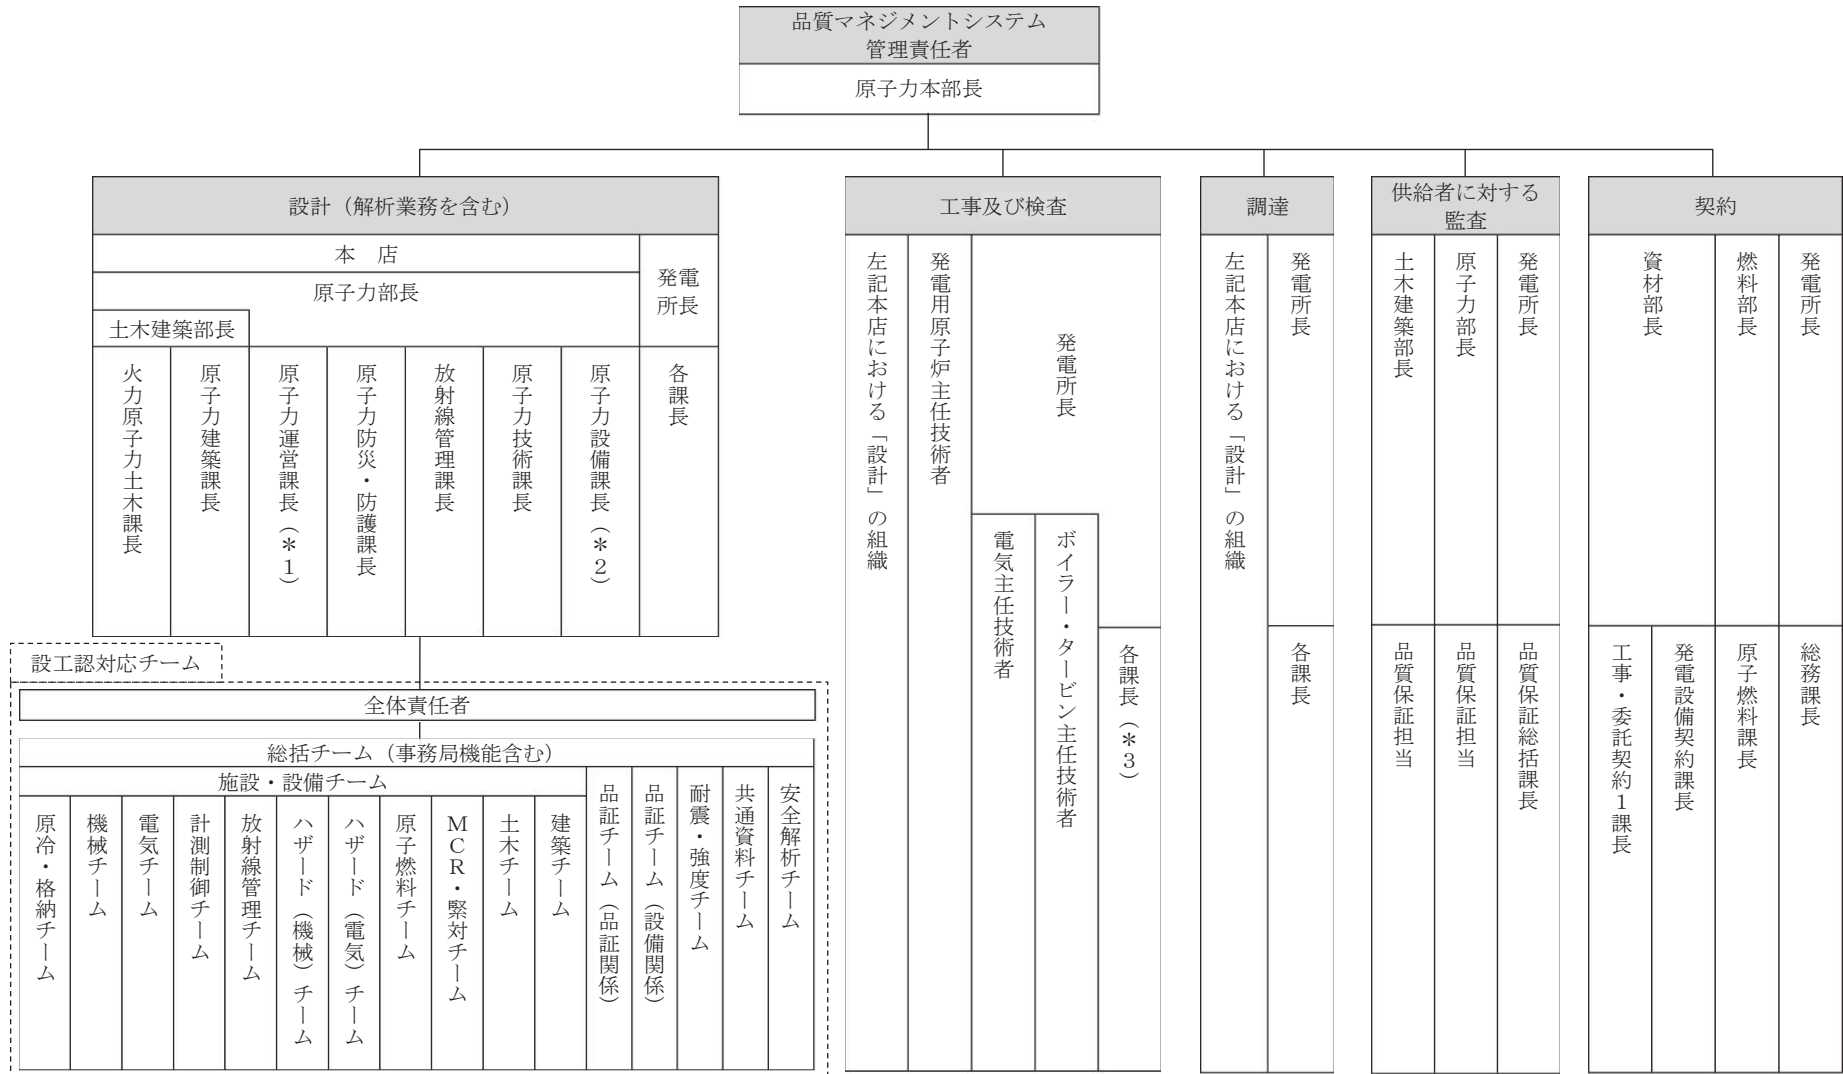 品質マネジメントシステム
管理責任者
原子力本部長
設計（解析業務を含む）
本　店
原子力部長
土木建築部長
発電
所長
火力原子力土木課長
原子力建築課長
原子力運営課長（＊1）
原子力防災・防護課長
放射線管理課長
原子力技術課長
原子力設備課長（＊2）
各課長
設工認対応チーム
全体責任者
総括チーム（事務局機能含む）
施設・設備チーム
原冷・格納チーム
機械チーム
電気チーム
計測制御チーム
放射線管理チーム
ハザード（機械）チーム
ハザード（電気）チーム
原子燃料チーム
MCR・緊対チーム
土木チーム
建築チーム
品証チーム（品証関係）
品証チーム（設備関係）
耐震・強度チーム
共通資料チーム
安全解析チーム
工事及び検査
左記本店における「設計」の組織
発電用原子炉主任技術者
発電所長
電気主任技術者
ボイラー・タービン主任技術者
各課長（＊3）
調達
左記本店における「設計」の組織
発電所長
各課長
供給者に対する
監査
土木建築部長
原子力部長
発電所長
品質保証担当
品質保証担当
品質保証総括課長
契約
資材部長
燃料部長
発電所長
工事・委託契約1課長
発電設備契約課長
原子燃料課長
総務課長